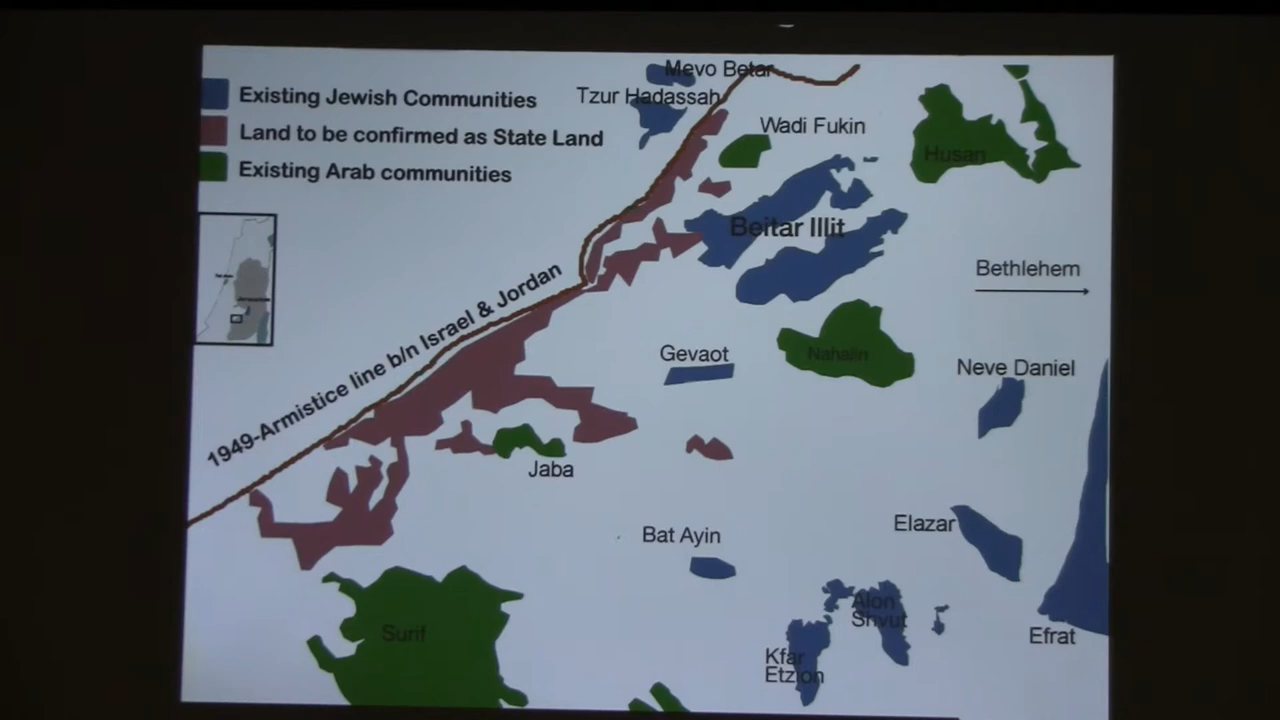 Existing Jewish Communities
Land to be confirmed as State Land
Existing Arab communities
Mevo Betar
Tzur Hadassah
Wadi Fukin
Husan
Beitar Illit
Bethlehem
1949-Armistice line b/n Israel & Jordan
Gevaot
Nahalin
Neve Daniel
Jaba
Bat Ayin
Elazar
Surif
Alon
Shvut
Kfar
Etzion
Efrat